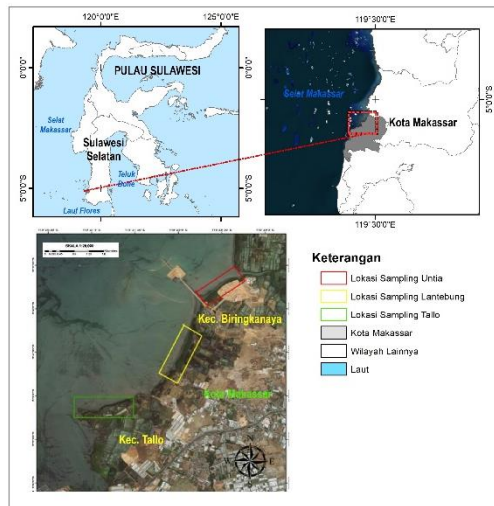 120°0'0"E
125°0'0"E
0°0'0"
PULAU SULAWESI
Selat
Makassar
Sulawesi
Selatan
Teluk
Bone
5°0'0"S
Laut Flores
119°30'0"E
Selat Makassar
Kota Makassar
5°0'0"S
119°30'0"E
Kec. Biringkanaya
Kota Makassar
Kec. Tallo
Keterangan
Lokasi Sampling Untia
Lokasi Sampling Lantebung
Lokasi Sampling Tallo
Kota Makassar
Wilayah Lainnya
Laut